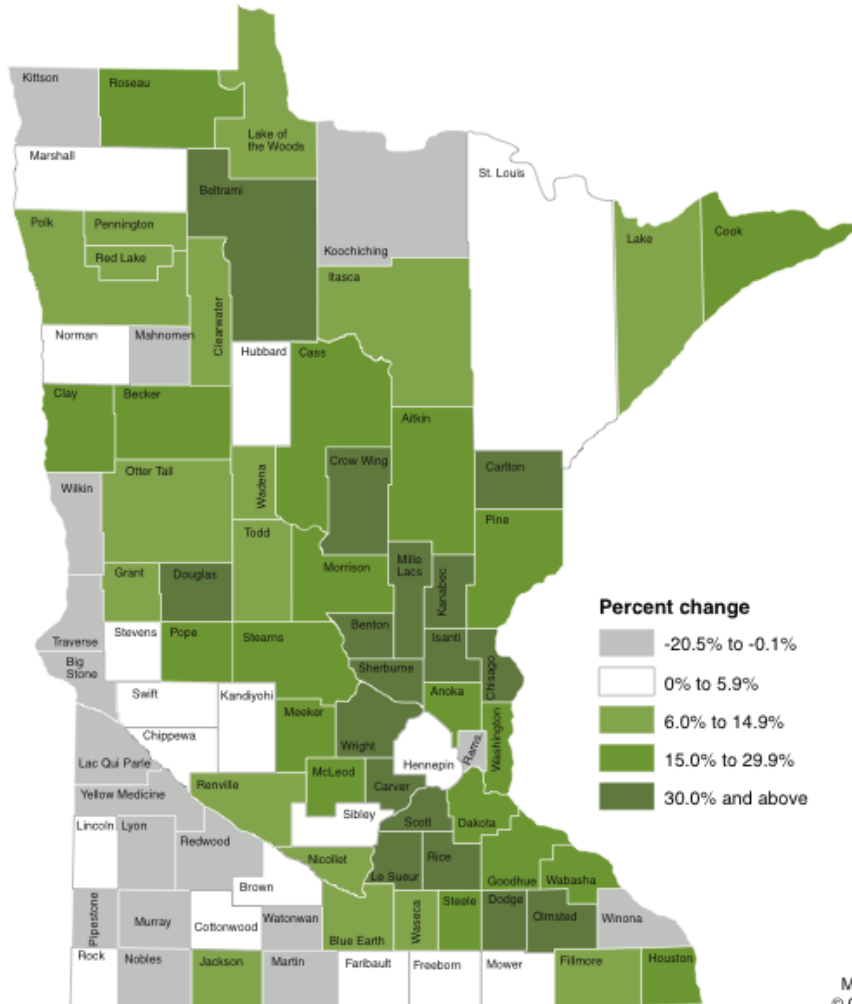 Kittson
Roseau
Lake of
the Woods
Marshall
Beltrami
St. Louis
Polk
Pennington
Koochiching
Lake
Cook
Red Lake
Itasca
Clearwater
Norman
Mahnomen
Hubbard
Cass
Clay
Becker
Aitkin
Otter Tail
Wadena
Crow Wing
Carlton
Wilkin
Todd
Pine
Grant
Douglas
Morrison
Mille
Lacs
Kanabec
Percent change
Traverse
Stevens
Pope
Stearns
Benton
Isanti
-20.5% to -0.1%
Big
Stone
Sherburne
Chisago
Swift
Kandiyohi
Anoka
0% to 5.9%
Meeker
Washington
6.0% to 14.9%
Chippewa
Wright
Rams.
Lac Qui Parle
Hennepin
15.0% to 29.9%
Yellow Medicine
Renville
McLeod
Carver
30.0% and above
Lincoln
Lyon
Sibley
Scott
Dakota
Redwood
Nicollet
Le Sueur
Rice
Goodhue
Wabasha
Brown
Pipestone
Murray
Cottonwood
Watonwan
Blue Earth
Waseca
Steele
Dodge
Olmsted
Winona
Rock
Nobles
Jackson
Martin
Faribault
Freeborn
Mower
Fillmore
Houston
M